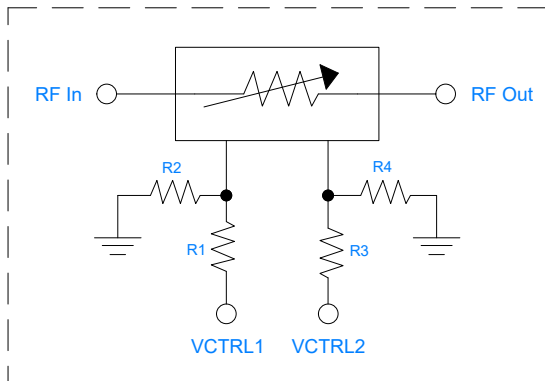 RF In
RF Out
R2
R4
R1
R3
VCTRL1
VCTRL2